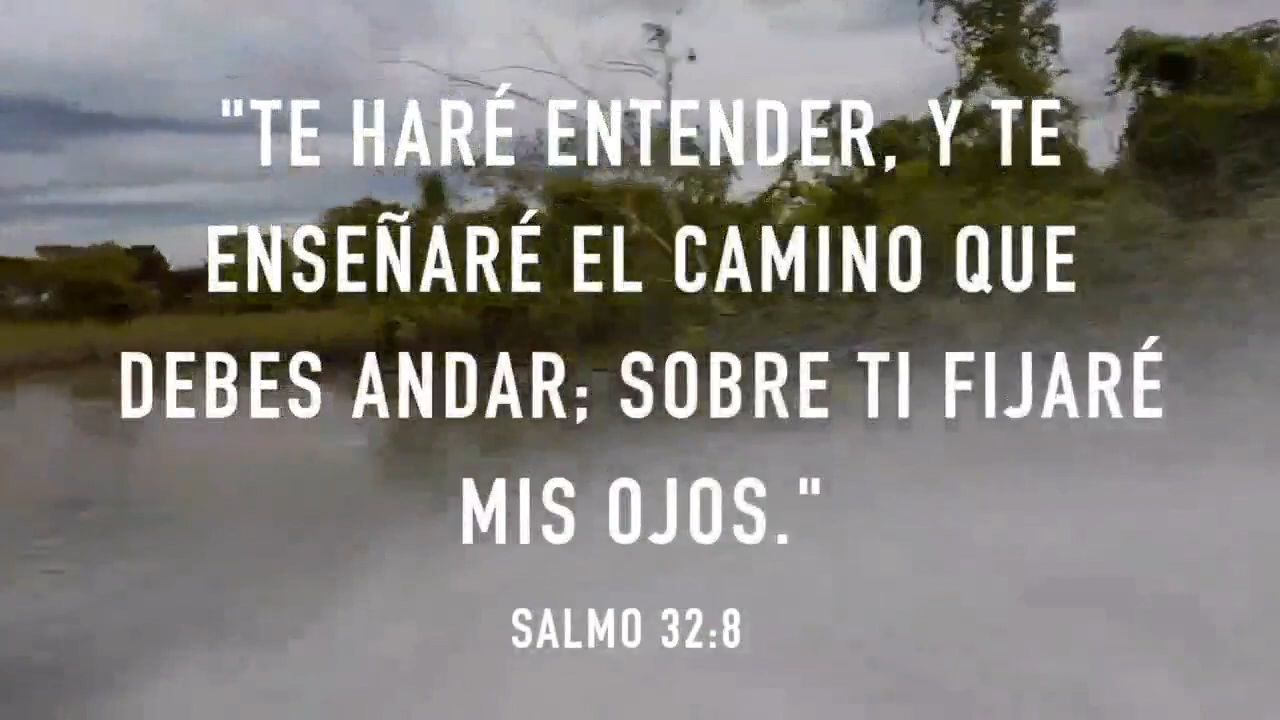 "TE HARÉ ENTENDER, Y TE
ENSEÑARÉ EL CAMINO QUE
DEBES ANDAR; SOBRE TI FIJARÉ
MIS OJOS."
SALMO 32:8